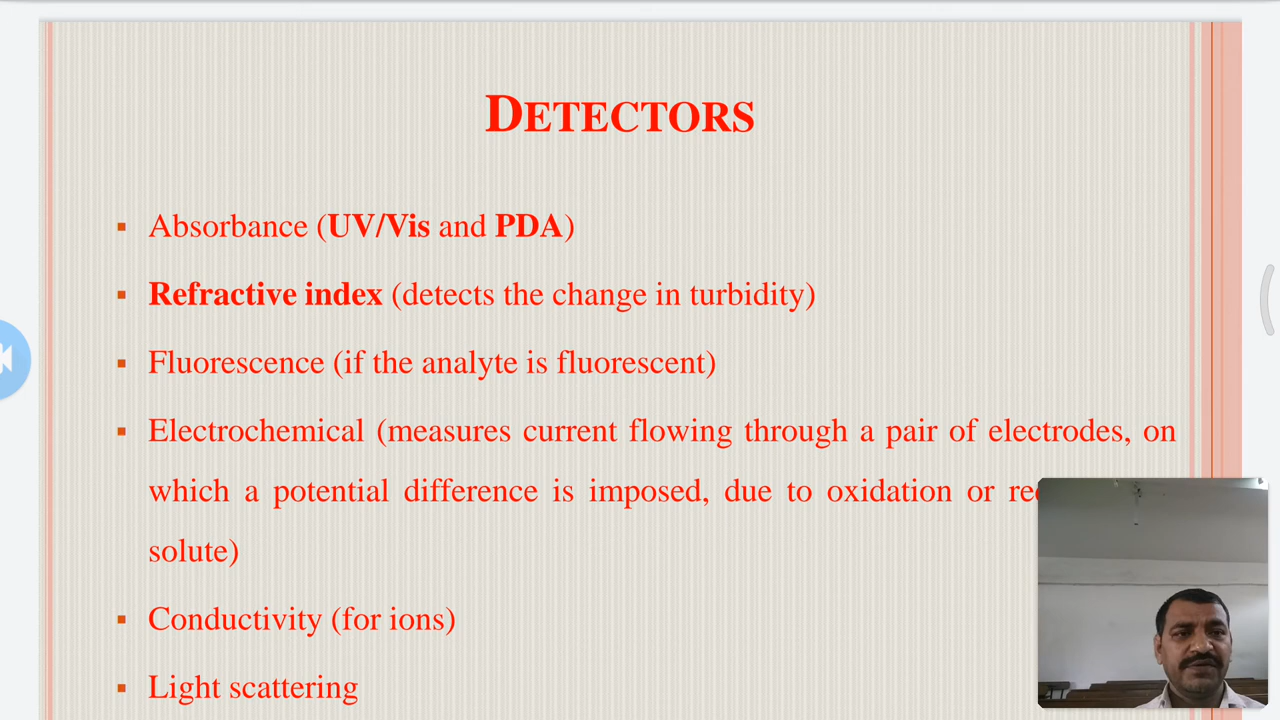 DETECTORS
Absorbance (UV/Vis and PDA)
Refractive index (detects the change in turbidity)
Fluorescence (if the analyte is fluorescent)
Electrochemical (measures current flowing through a pair of electrodes, on
which a potential difference is imposed, due to oxidation or
solute)
Conductivity (for ions)
Light scattering